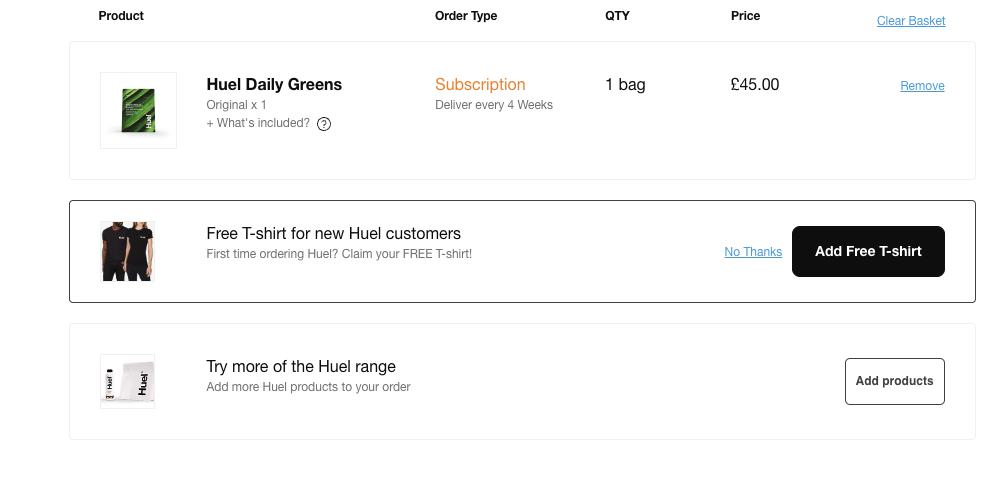 Product Order Type QTY Price Clear Basket
Huel Daily Greens Subscription 1 bag £45.00 Remove
Original x 1 Deliver every 4 Weeks
+ What's included? ?
Huel
Free T-shirt for new Huel customers
First time ordering Huel? Claim your FREE T-shirt!
No Thanks Add Free T-shirt
Try more of the Huel range
Add more Huel products to your order
Add products
Huel
Huel